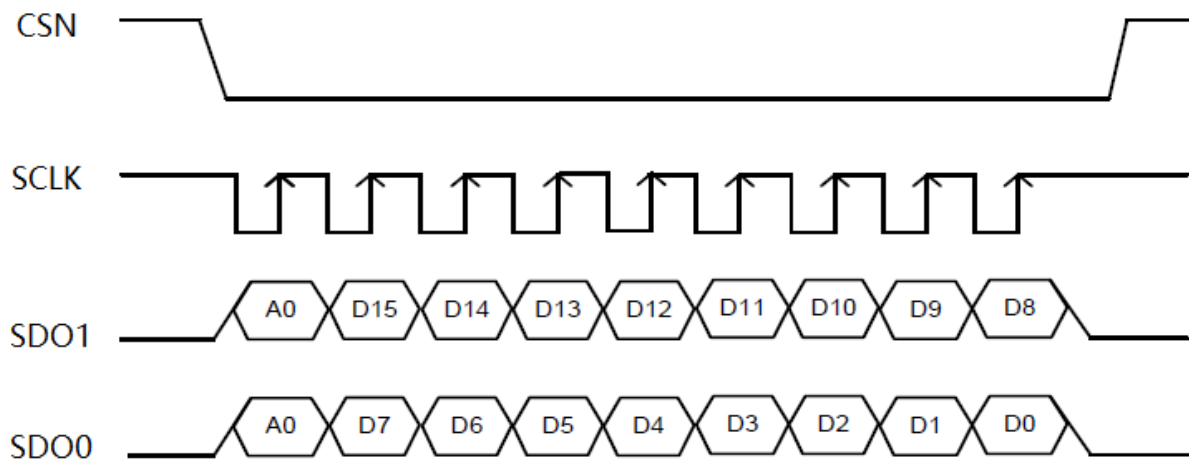 CSN
SCLK
SDO1 A0 D15 D14 D13 D12 D11 D10 D9 D8
SDO0 A0 D7 D6 D5 D4 D3 D2 D1 D0